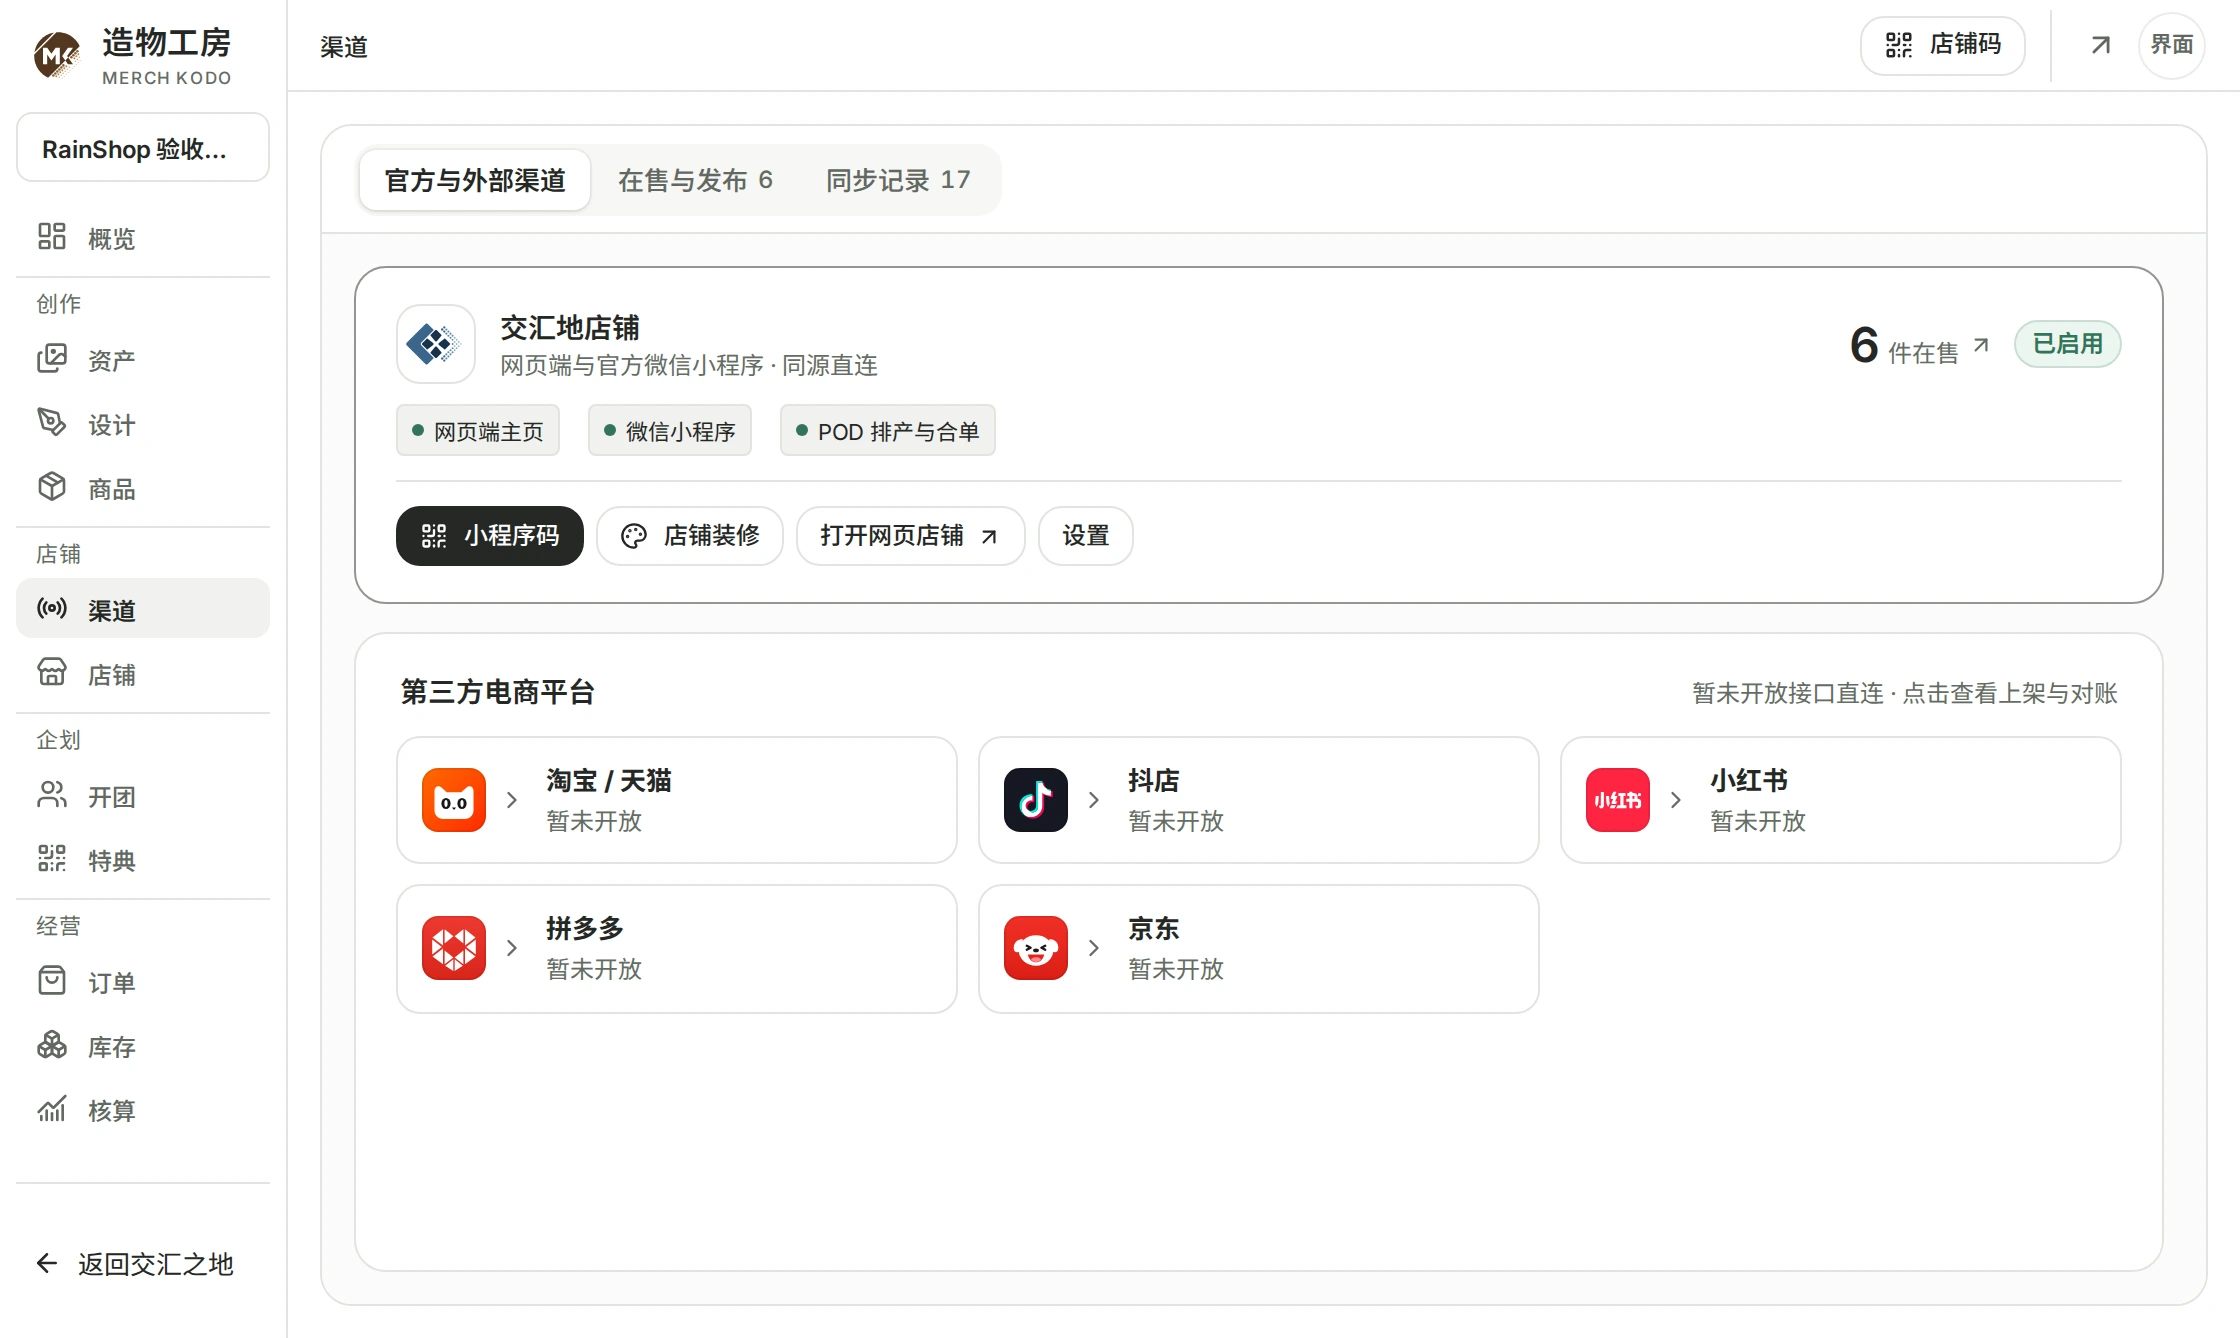 造物工房
MERCH KODO
RainShop 验收...
概览
创作
资产
设计
商品
店铺
渠道
店铺
企划
开团
特典
经营
订单
库存
核算
返回交汇之地
渠道
店铺码
界面
官方与外部渠道
在售与发布 6
同步记录 17
交汇地店铺
网页端与官方微信小程序 · 同源直连
6 件在售
已启用
网页端主页
微信小程序
POD 排产与合单
小程序码
店铺装修
打开网页店铺
设置
第三方电商平台
暂未开放接口直连 · 点击查看上架与对账
淘宝 / 天猫
暂未开放
抖店
暂未开放
小红书
小红书
暂未开放
拼多多
暂未开放
京东
暂未开放